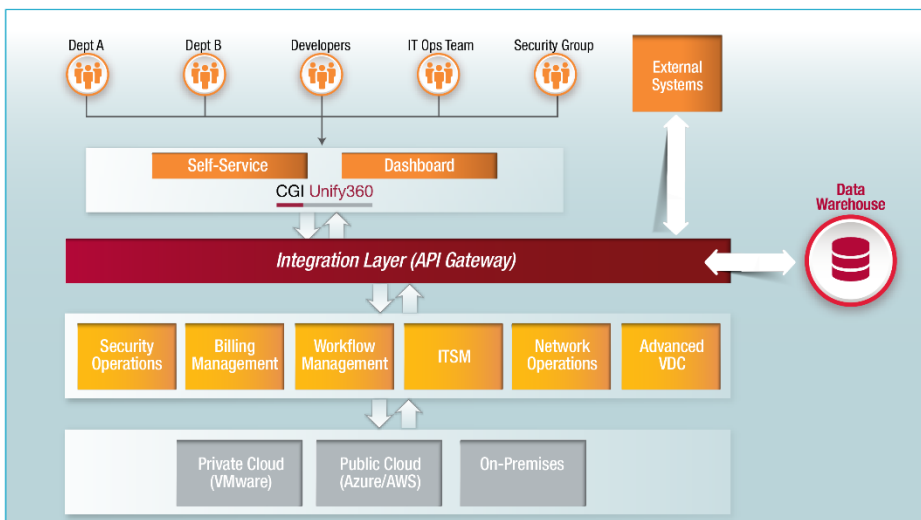 Dept A
Dept B
Developers
IT Ops Team
Security Group
External
Systems
Self-Service
Dashboard
CGI Unify360
Data
Warehouse
Integration Layer (API Gateway)
Security
Operations
Billing
Management
Workflow
Management
ITSM
Network
Operations
Advanced
VDC
Private Cloud
(VMware)
Public Cloud
(Azure/AWS)
On-Premises